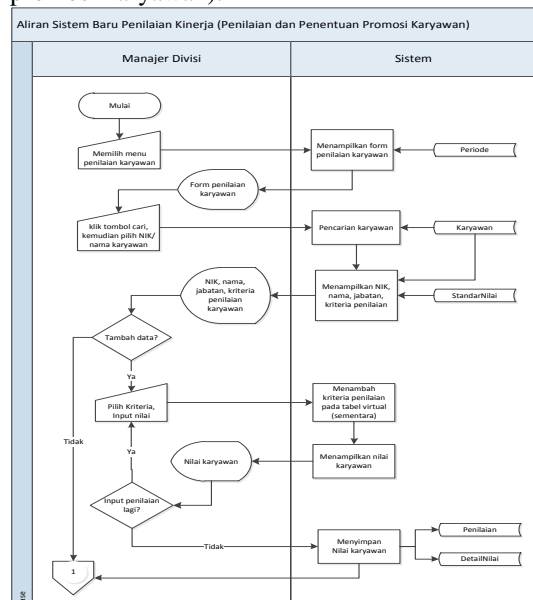 Aliran Sistem Baru Penilaian Kinerja (Penilaian dan Penentuan Promosi Karyawan)
Manajer Divisi
Sistem
Mulai
Memilih menu
penilaian karyawan
Menampilkan form
penilaian karyawan
Periode
Form penilaian
karyawan
klik tombol cari,
kemudian pilih NIK/
nama karyawan
Pencarian karyawan
Karyawan
NIK, nama,
jabatan, kriteria
penilaian
karyawan
Menampilkan NIK,
nama, jabatan,
kriteria penilaian
StandarNilai
Tambah data?
Ya
Pilih Kriteria,
Input nilai
Menambah
kriteria penilaian
pada tabel virtual
(sementara)
Tidak
Ya
Nilai karyawan
Menampilkan nilai
karyawan
Input penilaian
lagi?
Tidak
Menyimpan
Nilai karyawan
Penilaian
DetailNilai
1